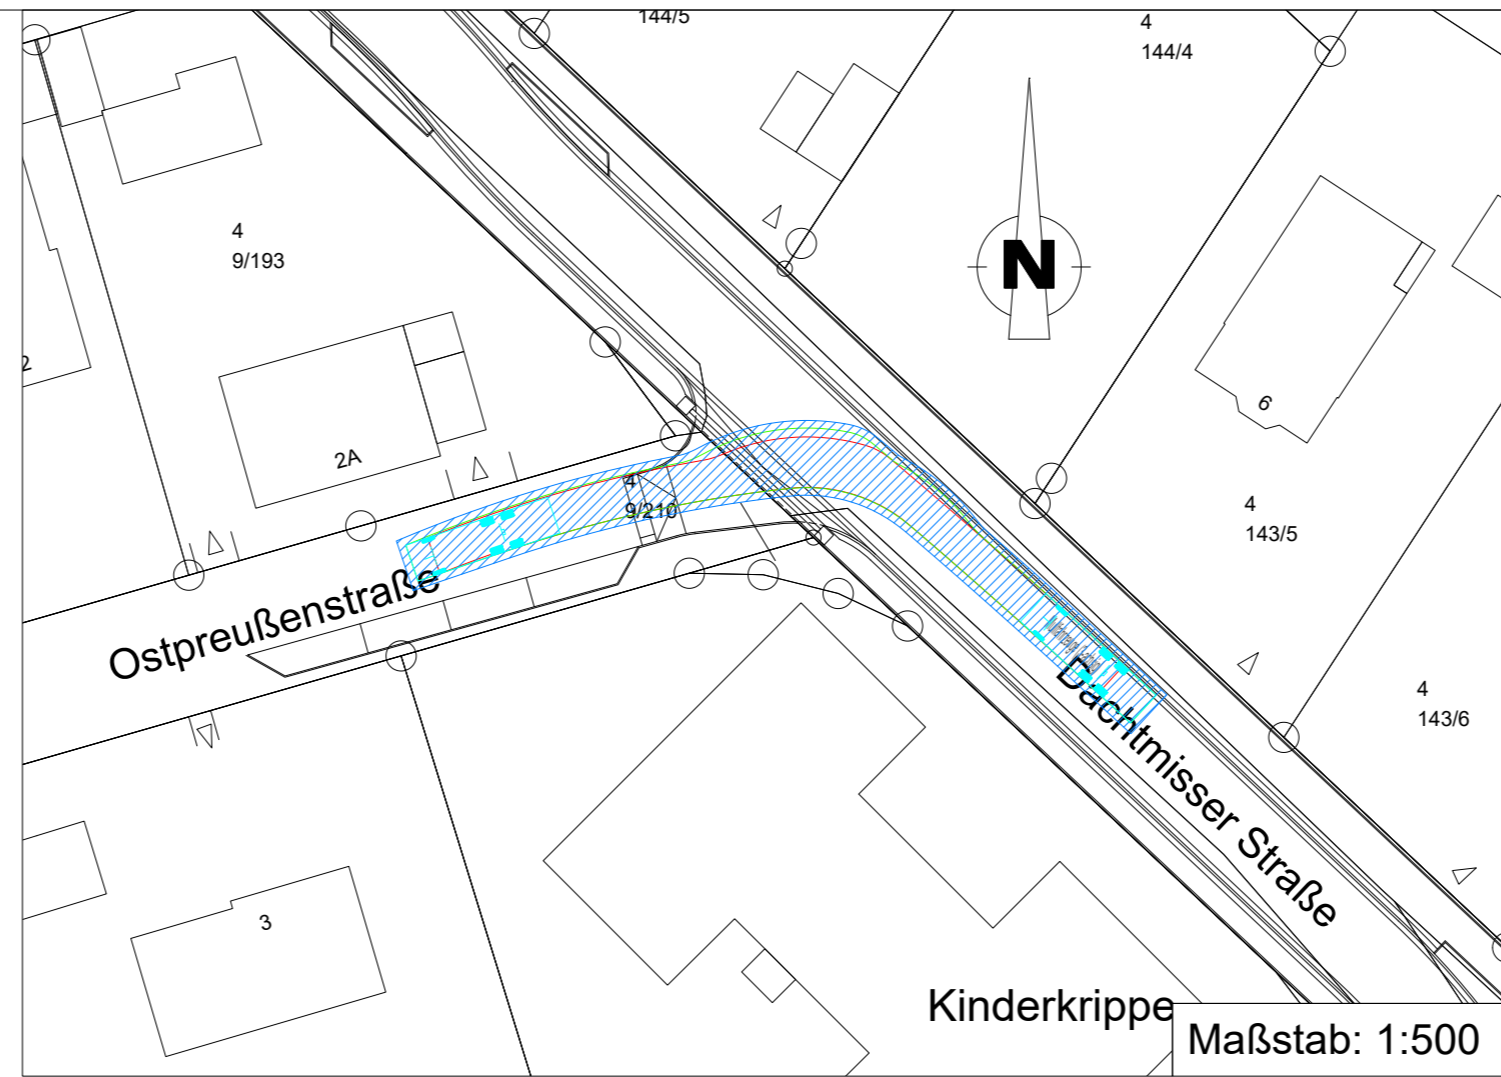 144/5
4
144/4
4
9/193
N
2
6
2A
4
9/210
4
143/5
Ostpreußenstraße
4
143/6
Dachtmisser Straße
3
Kinderkrippe
Maßstab: 1:500